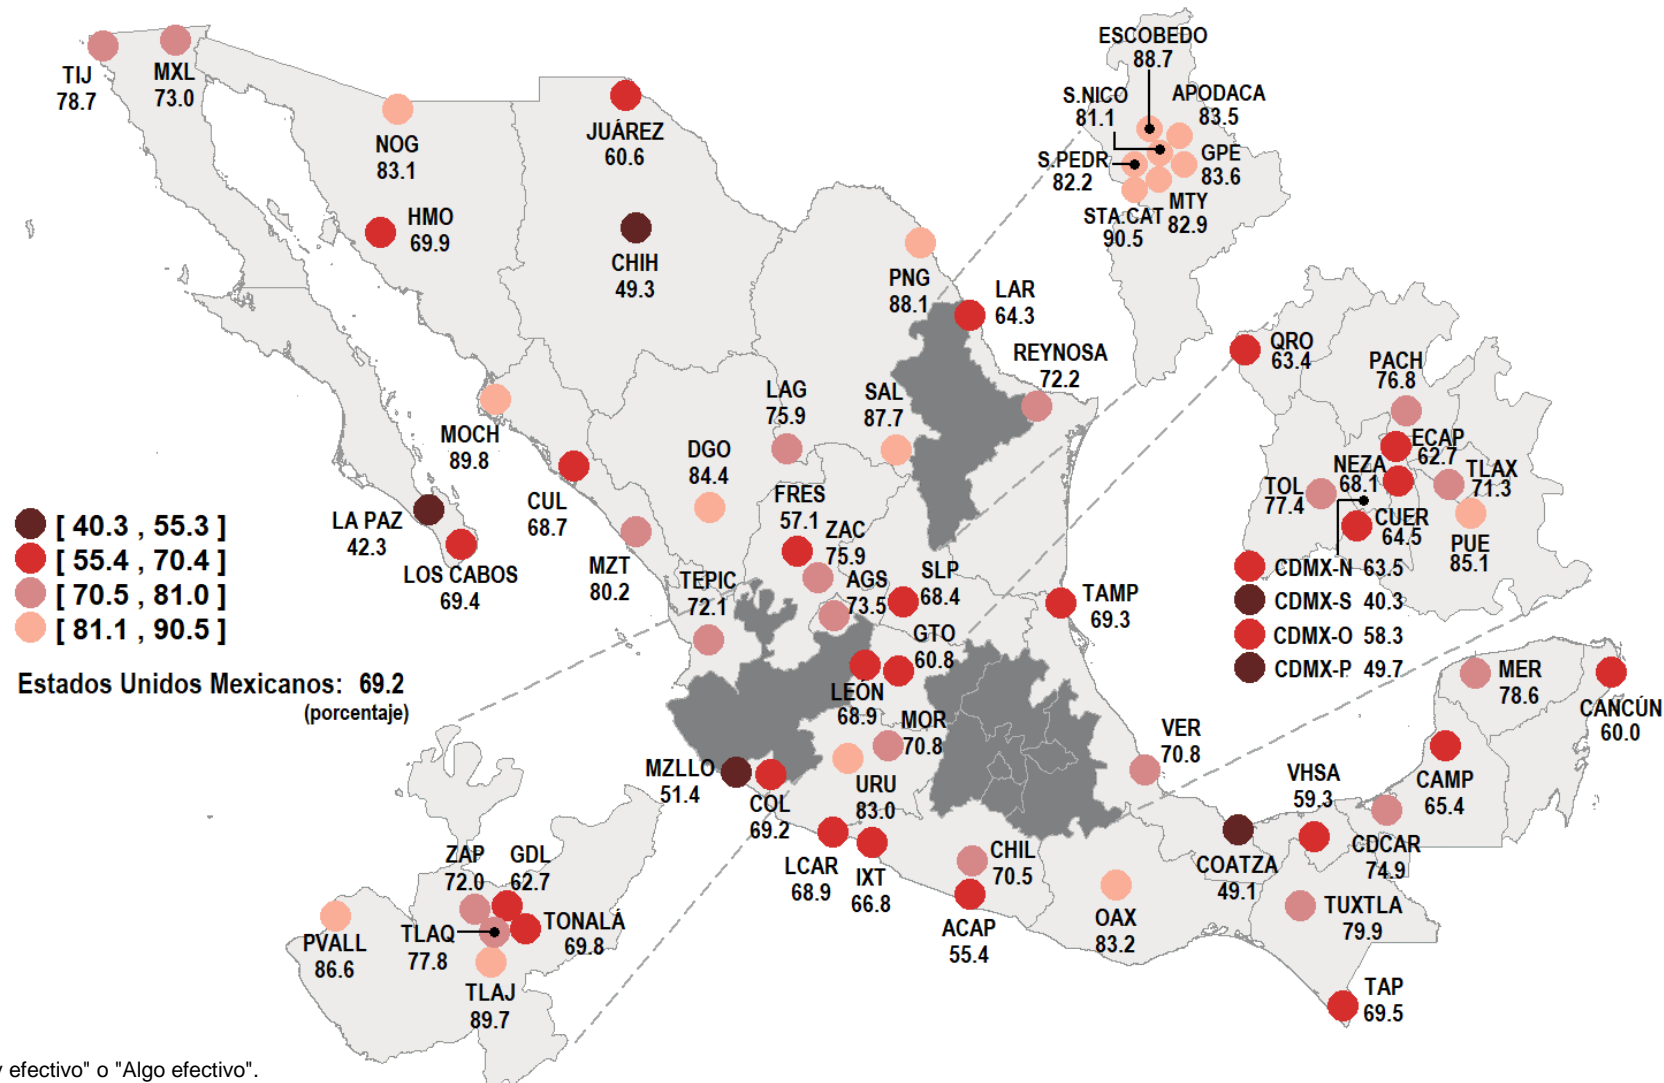 TIJ
78.7
MXL
73.0
NOG
83.1
HMO
69.9
JUÁREZ
60.6
CHIH
49.3
ESCOBEDO
88.7
S.NICO
81.1
APODACA
83.5
S.PEDR
82.2
GPE
83.6
MTY
82.9
STA.CAT
90.5
PNG
88.1
LAR
64.3
REYNOSA
72.2
LAG
75.9
SAL
87.7
MOCH
89.8
DGO
84.4
CUL
68.7
LA PAZ
42.3
LOS CABOS
69.4
MZT
80.2
FRES
57.1
ZAC
75.9
TEPIC
72.1
AGS
73.5
SLP
68.4
GTO
60.8
LEÓN
68.9
TAMP
69.3
QRO
63.4
PACH
76.8
ECAP
62.7
NEZA
68.1
TLAX
71.3
TOL
77.4
CUER
64.5
PUE
85.1
CDMX-N 63.5
CDMX-S 40.3
CDMX-O 58.3
CDMX-P 49.7
[ 40.3 , 55.3 ]
[ 55.4 , 70.4 ]
[ 70.5 , 81.0 ]
[ 81.1 , 90.5 ]
Estados Unidos Mexicanos: 69.2
(porcentaje)
MOR
70.8
URU
83.0
MZLLO
51.4
COL
69.2
LCAR
68.9
IXT
66.8
CHIL
70.5
ACAP
55.4
OAX
83.2
VER
70.8
COATZA
49.1
VHSA
59.3
CDCAR
74.9
CAMP
65.4
MER
78.6
CANCÚN
60.0
TUXTLA
79.9
TAP
69.5
ZAP
72.0
GDL
62.7
TONALÁ
69.8
TLAQ
77.8
PVALL
86.6
TLAJ
89.7
efectivo" o "Algo efectivo".